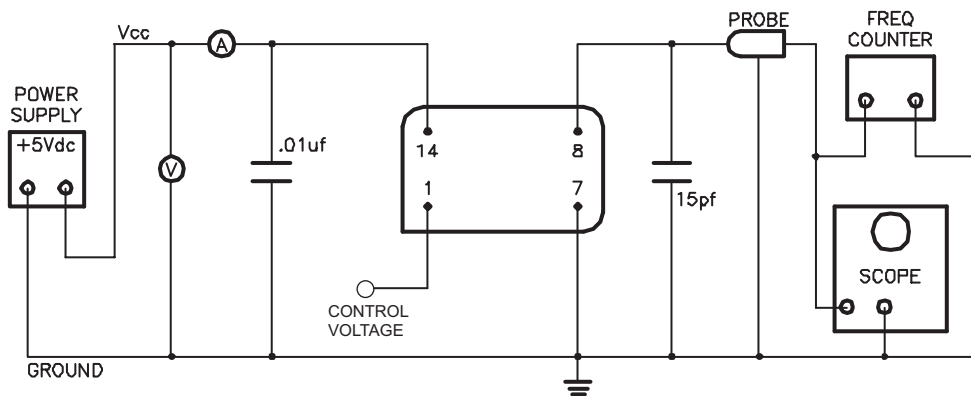 Vcc
A
PROBE
FREQ
COUNTER
POWER
SUPPLY
+5Vdc
V
.01uf
14
8
1
7
15pf
SCOPE
CONTROL
VOLTAGE
GROUND